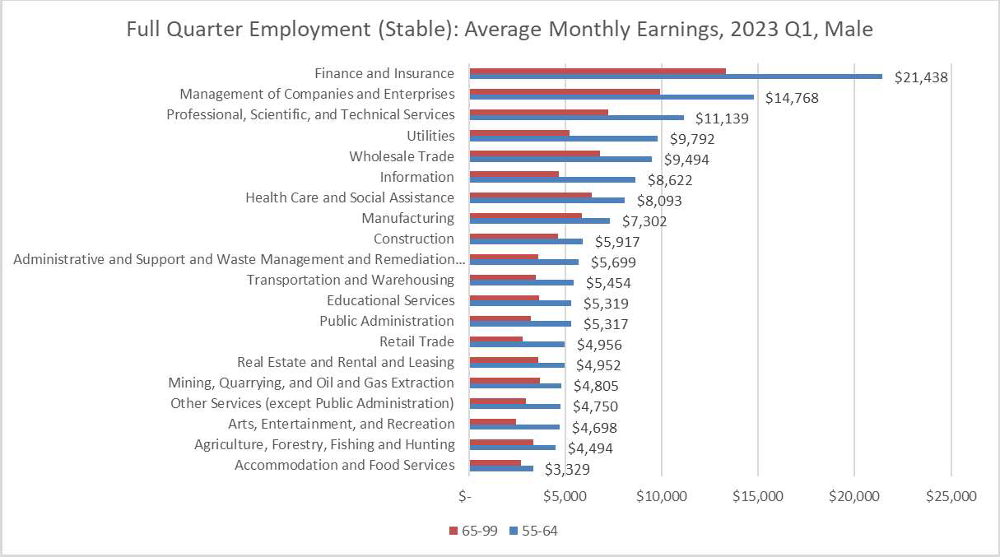 Full Quarter Employment (Stable): Average Monthly Earnings, 2023 Q1, Male
Finance and Insurance
$21,438
Management of Companies and Enterprises
$14,768
Professional, Scientific, and Technical Services
$11,139
Utilities
$9,792
Wholesale Trade
$9,494
Information
$8,622
Health Care and Social Assistance
$8,093
Manufacturing
$7,302
Construction
$5,917
Administrative and Support and Waste Management and Remediation…
$5,699
Transportation and Warehousing
$5,454
Educational Services
$5,319
Public Administration
$5,317
Retail Trade
$4,956
Real Estate and Rental and Leasing
$4,952
Mining, Quarrying, and Oil and Gas Extraction
$4,805
Other Services (except Public Administration)
$4,750
Arts, Entertainment, and Recreation
$4,698
Agriculture, Forestry, Fishing and Hunting
$4,494
Accommodation and Food Services
$3,329
$- $5,000 $10,000 $15,000 $20,000 $25,000
65-99 55-64